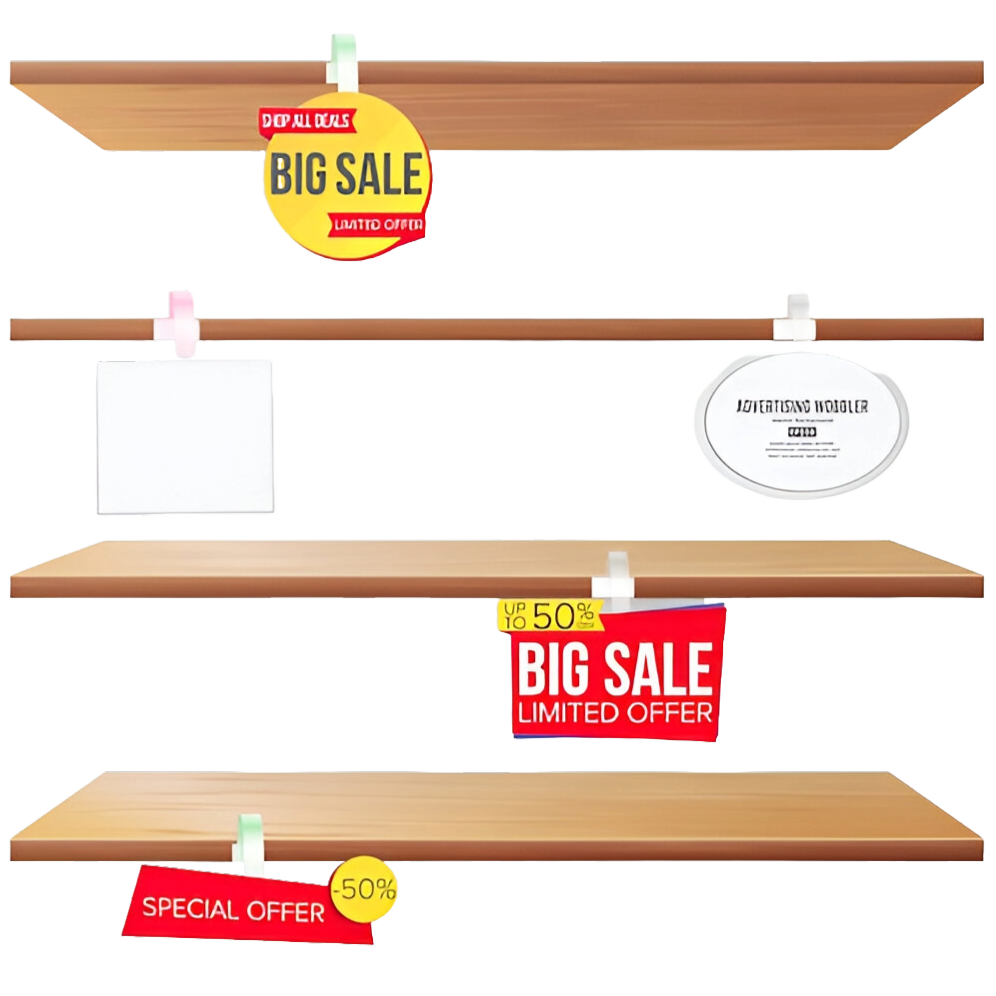 SHOP ALL DEALS
BIG SALE
LIMITED OFFER
ADVERTISING WOBBLER
UP TO 50%
BIG SALE
LIMITED OFFER
-50%
SPECIAL OFFER